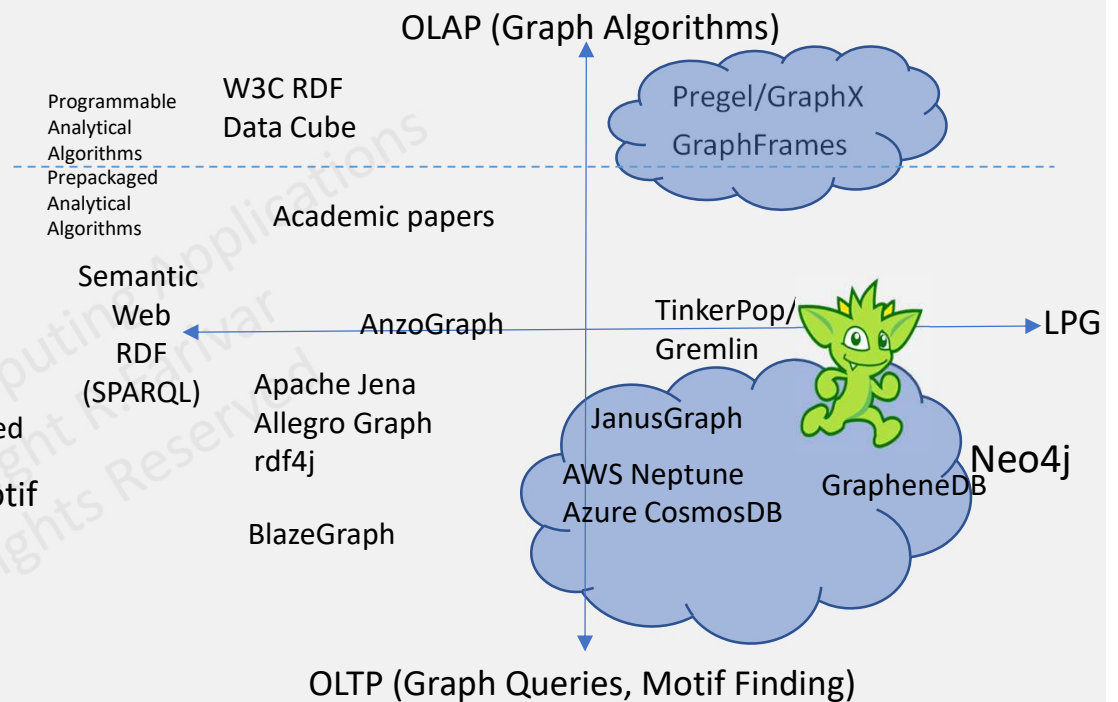 OLAP (Graph Algorithms)
Programmable
Analytical
Algorithms
W3C RDF
Data Cube
Pregel/GraphX
GraphFrames
Prepackaged
Analytical
Algorithms
Academic papers
Semantic
Web
RDF
(SPARQL)
AnzoGraph
TinkerPop/
Gremlin
LPG
Apache Jena
Allegro Graph
rdf4j
BlazeGraph
JanusGraph
AWS Neptune
Azure CosmosDB
GrapheneDB
Neo4j
OLTP (Graph Queries, Motif Finding)
Applications
Reserved